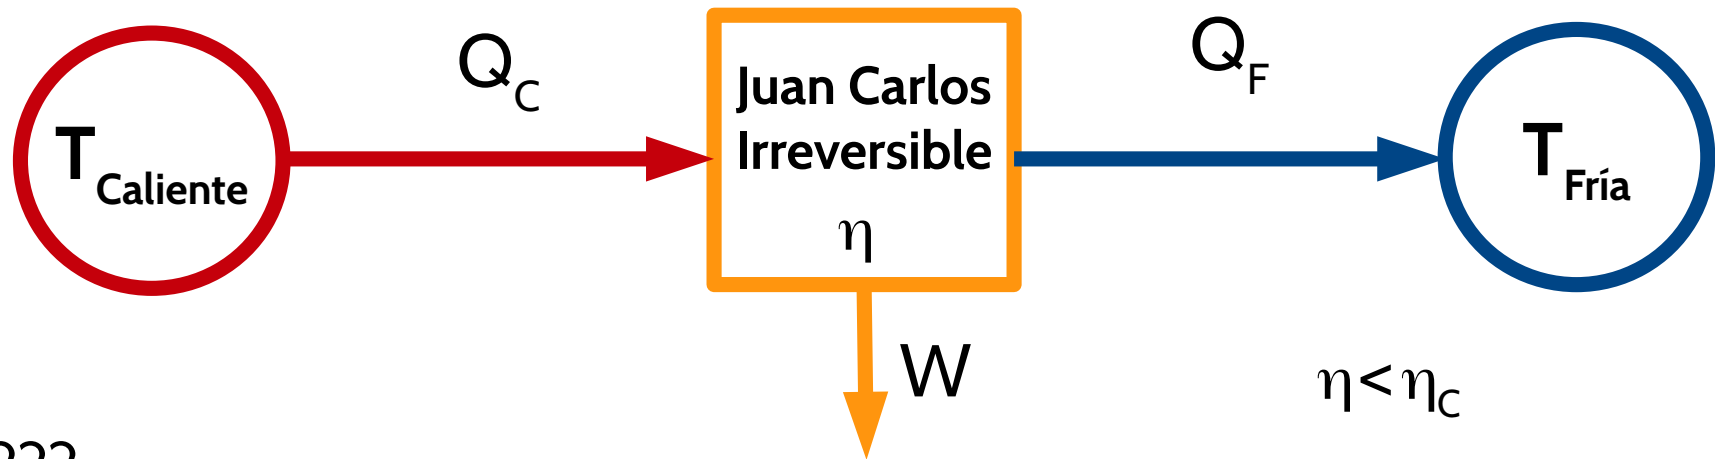 Q_C
Q_F
T_Caliente
Juan Carlos
Irreversible
η
T_Fría
W
η<η_C
???